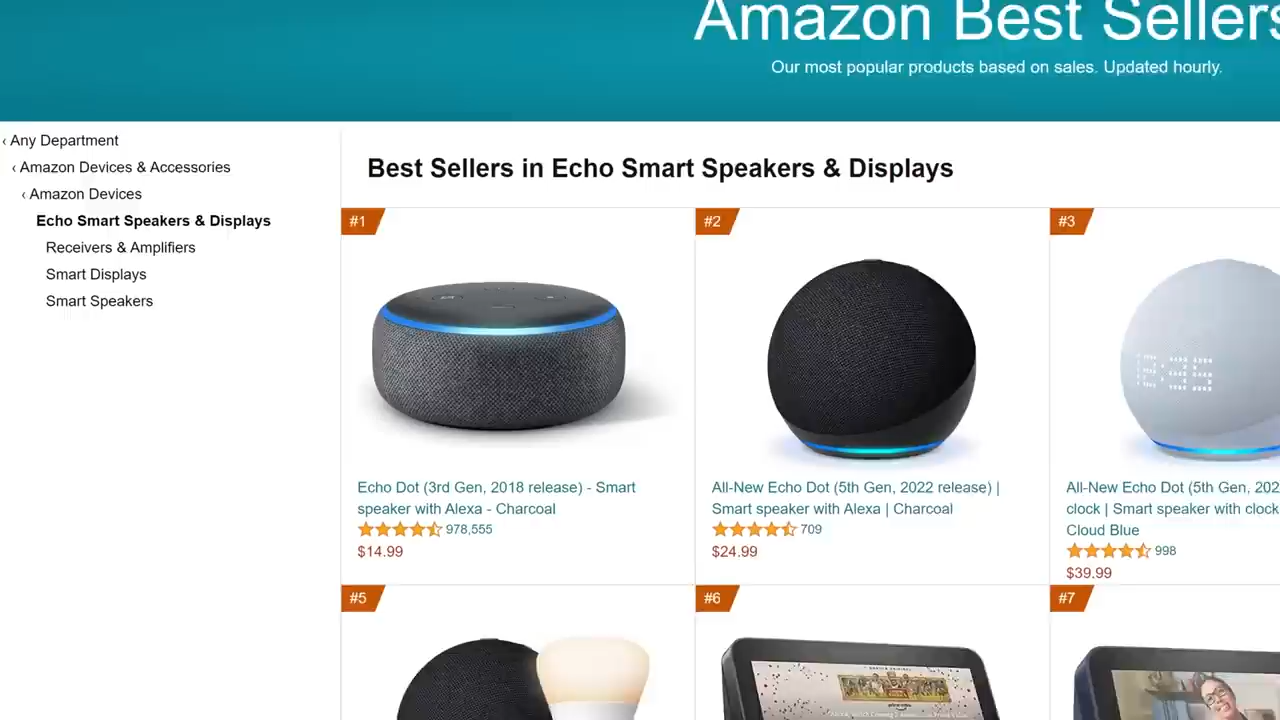 Amazon Best Sellers
Our most popular products based on sales. Updated hourly.
‹ Any Department
‹ Amazon Devices & Accessories
‹ Amazon Devices
Echo Smart Speakers & Displays
Receivers & Amplifiers
Smart Displays
Smart Speakers
Best Sellers in Echo Smart Speakers & Displays
#1
#2
#3
Echo Dot (3rd Gen, 2018 release) - Smart
speaker with Alexa - Charcoal
978,555
$14.99
All-New Echo Dot (5th Gen, 2022 release) |
Smart speaker with Alexa | Charcoal
709
$24.99
All-New Echo Dot (5th Gen, 202
clock | Smart speaker with clock
Cloud Blue
998
$39.99
#5
#6
#7
prime video